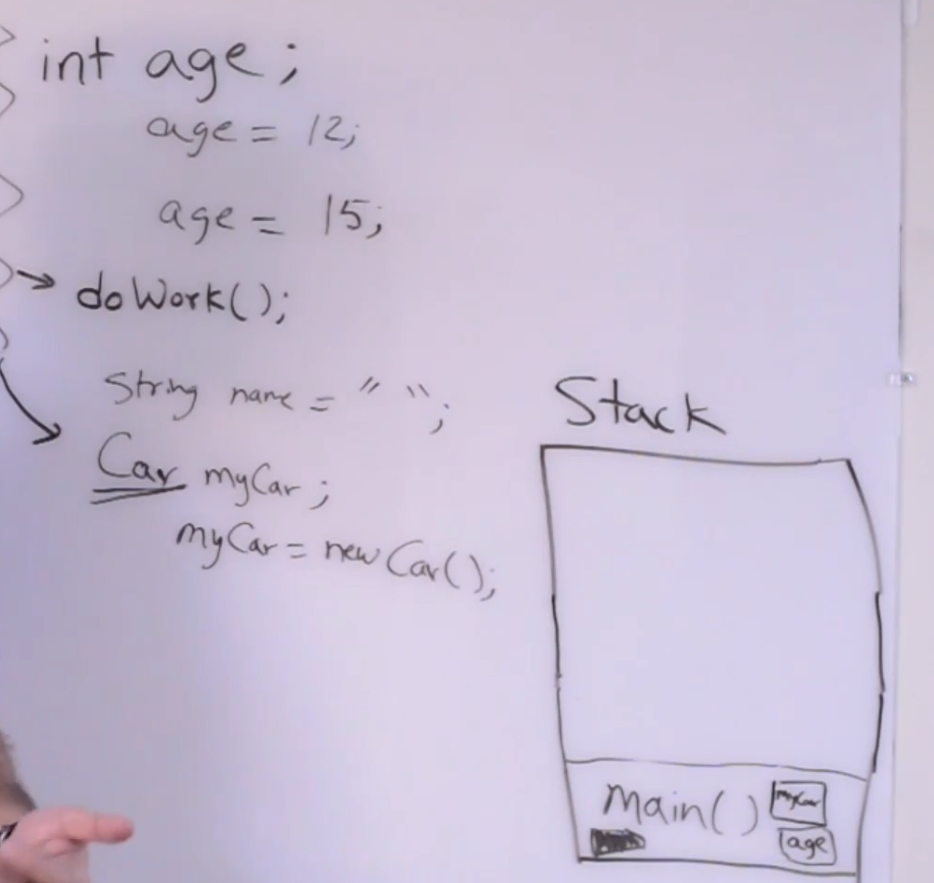 int age;
age = 12;
age = 15;
doWork();
String name = " ";
Car myCar;
myCar = new Car();
Stack
main()
myCar
age